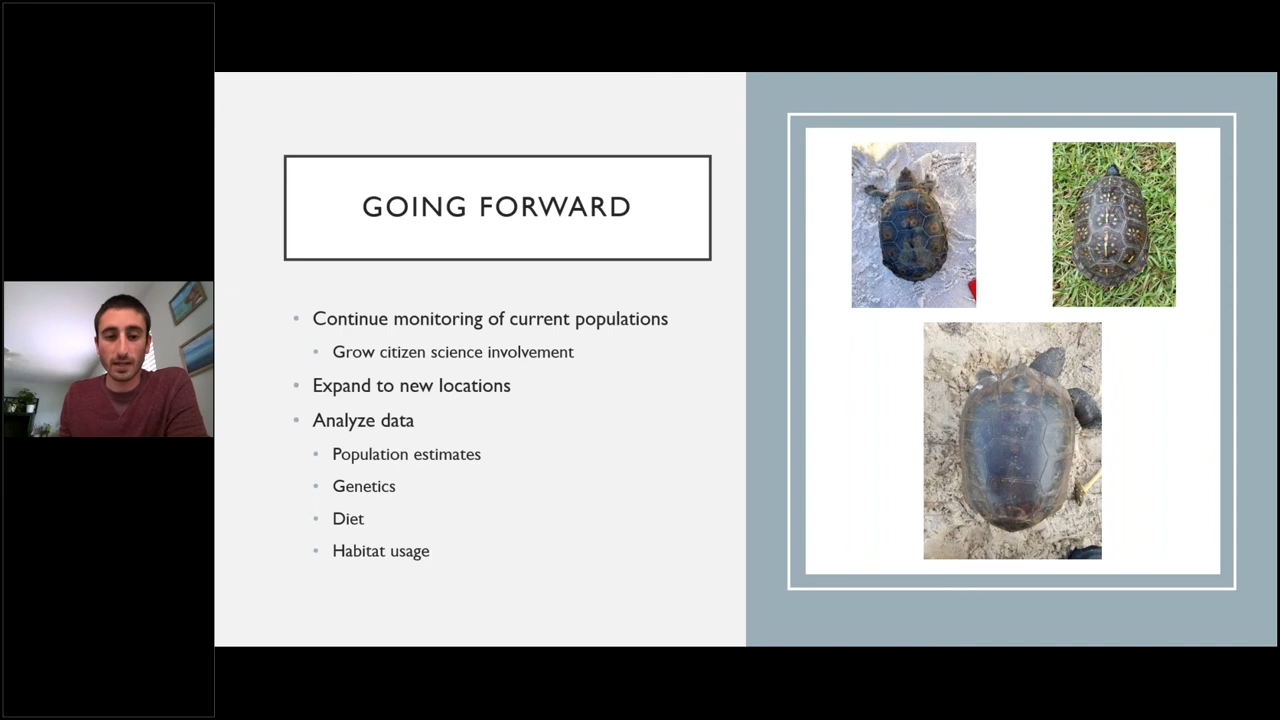 GOING FORWARD
Continue monitoring of current populations
Grow citizen science involvement
Expand to new locations
Analyze data
Population estimates
Genetics
Diet
Habitat usage